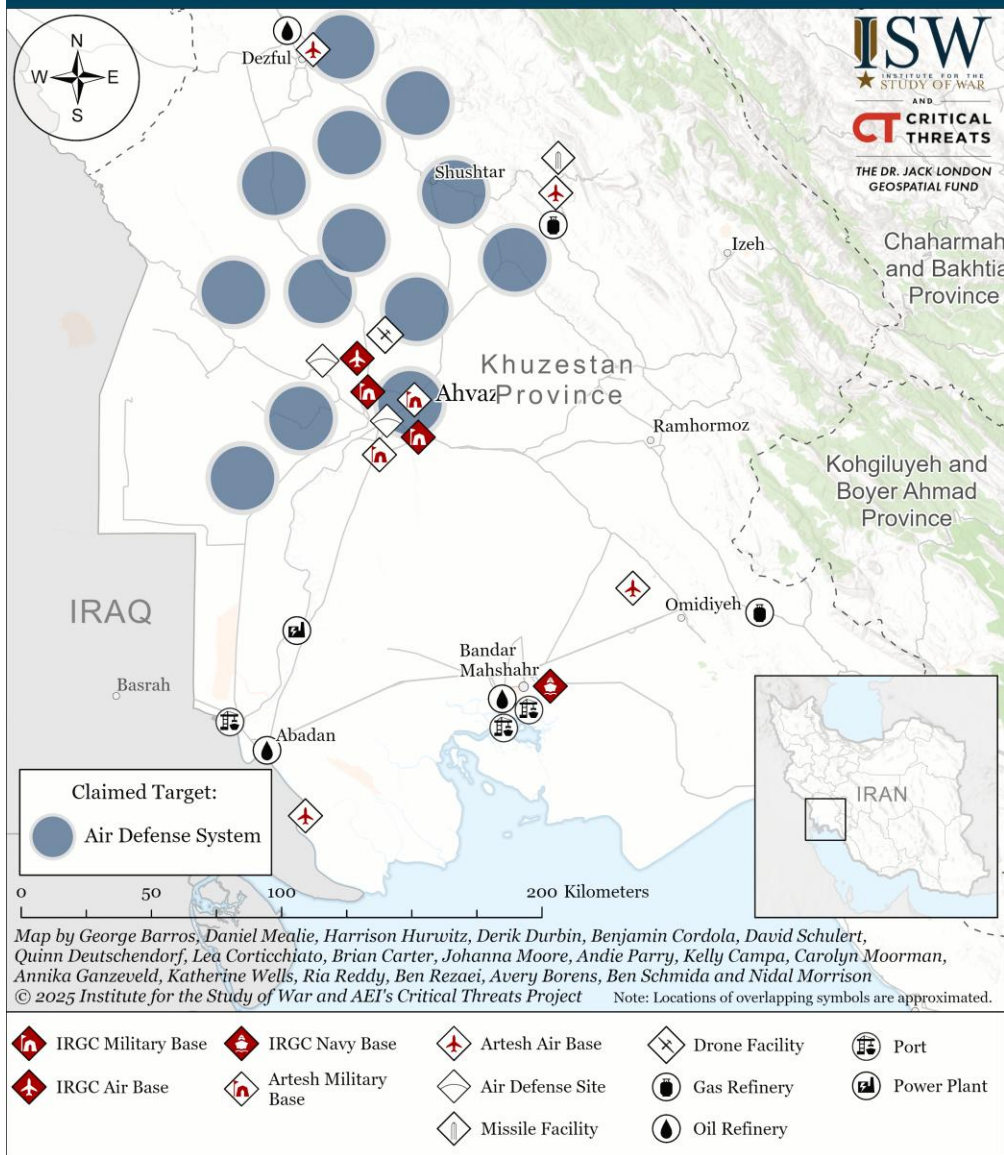 N
W E
S
ISW
INSTITUTE FOR THE
STUDY OF WAR
AND
CT CRITICAL
THREATS
THE DR. JACK LONDON
GEOSPATIAL FUND
Dezful
Shushtar
Izeh
Chaharmah
and Bakhtia
Province
Khuzestan
Province
Ahvaz
Ramhormoz
Kohgiluyeh and
Boyer Ahmad
Province
IRAQ
Omidiyeh
Bandar
Mahshahr
Basrah
Abadan
IRAN
Claimed Target:
Air Defense System
0 50 100 200 Kilometers
Map by George Barros, Daniel Mealie, Harrison Hurwitz, Derik Durbin, Benjamin Cordola, David Schulert,
Quinn Deutschendorf, Lea Corticchiato, Brian Carter, Johanna Moore, Andie Parry, Kelly Campa, Carolyn Moorman,
Annika Ganzeveld, Katherine Wells, Ria Reddy, Ben Rezaei, Avery Borens, Ben Schmida and Nidal Morrison
© 2025 Institute for the Study of War and AEI's Critical Threats Project Note: Locations of overlapping symbols are approximated.
IRGC Military Base
IRGC Air Base
IRGC Navy Base
Artesh Military
Base
Artesh Air Base
Air Defense Site
Missile Facility
Drone Facility
Gas Refinery
Oil Refinery
Port
Power Plant